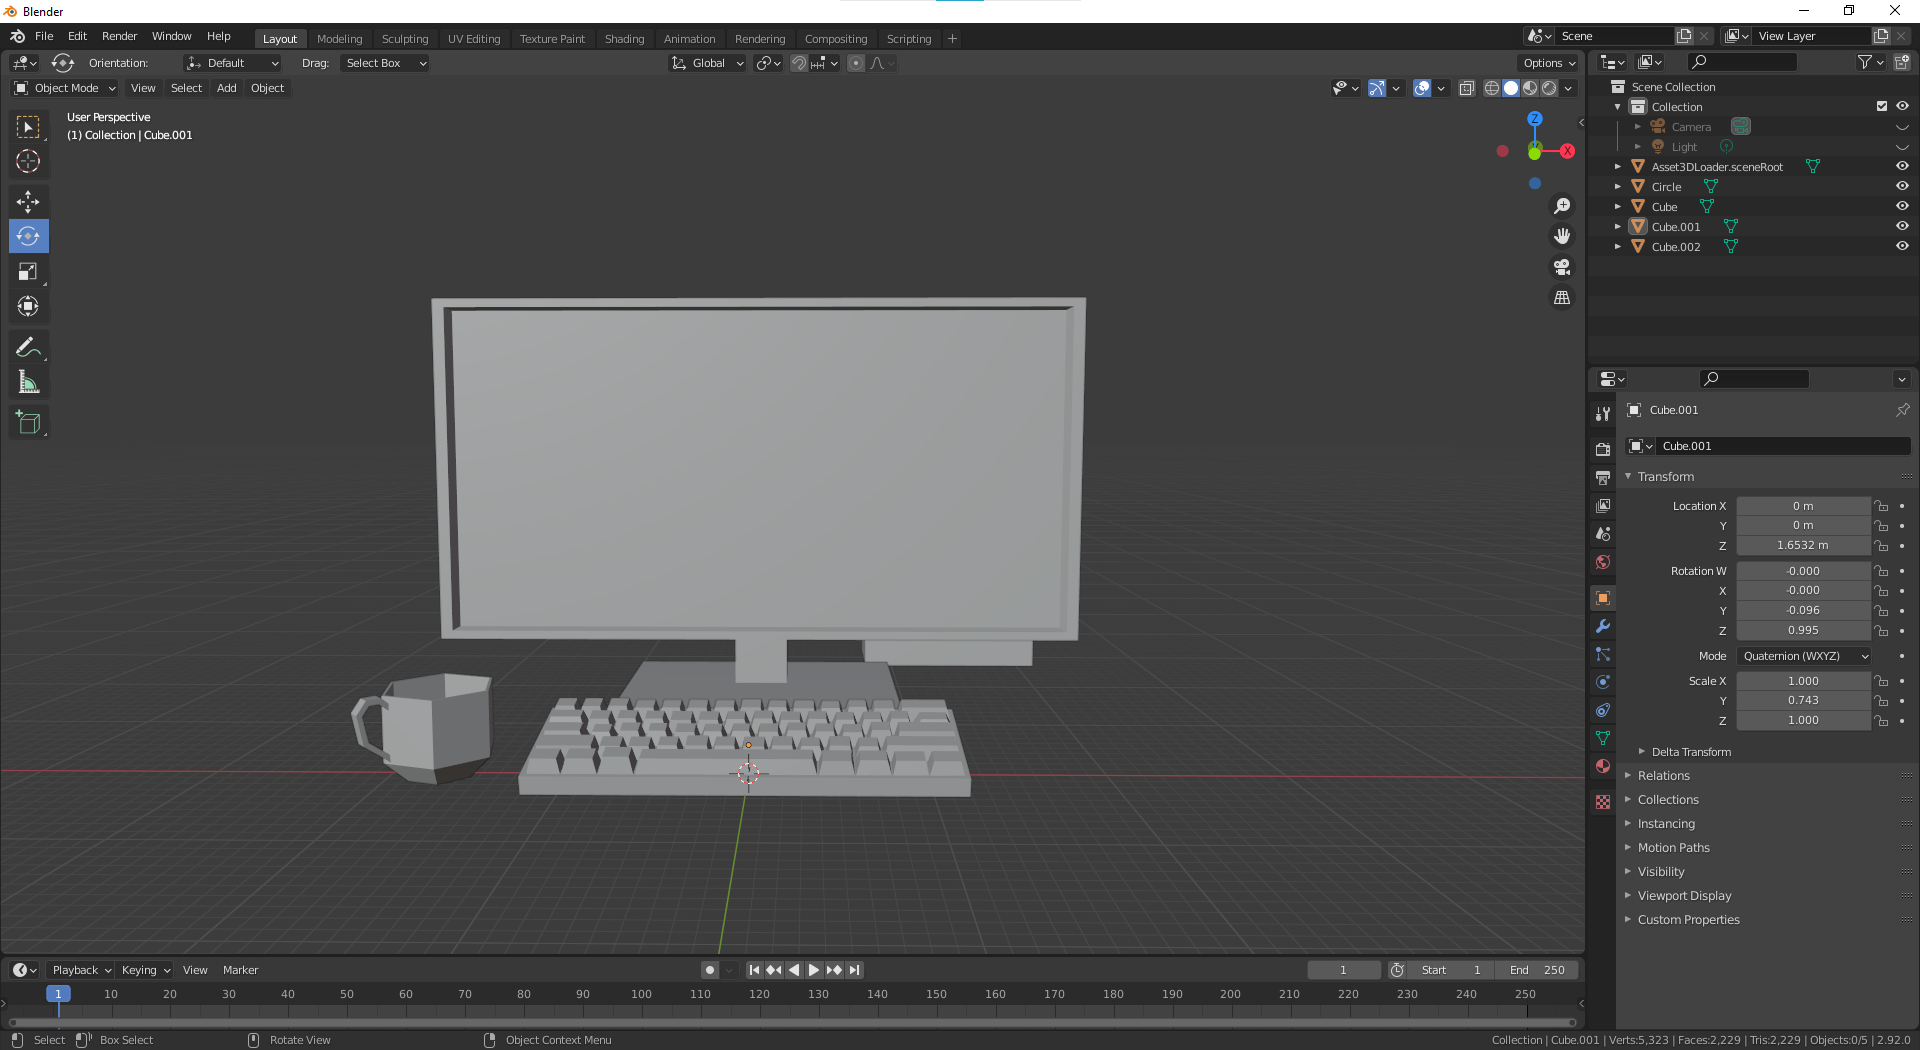 Blender
File Edit Render Window Help Layout Modeling Sculpting UV Editing Texture Paint Shading Animation Rendering Compositing Scripting + Scene View Layer
Orientation: Default Drag: Select Box Global Options
Object Mode View Select Add Object
User Perspective
(1) Collection | Cube.001
Z
X
Scene Collection
Collection
Camera
Light
Asset3DLoader.sceneRoot
Circle
Cube
Cube.001
Cube.002
Cube.001
Cube.001
Transform
Location X 0 m
Y 0 m
Z 1.6532 m
Rotation W -0.000
X -0.000
Y -0.096
Z 0.995
Mode Quaternion (WXYZ)
Scale X 1.000
Y 0.743
Z 1.000
Delta Transform
Relations
Collections
Instancing
Motion Paths
Visibility
Viewport Display
Custom Properties
Playback Keying View Marker 1 Start 1 End 250
1 10 20 30 40 50 60 70 80 90 100 110 120 130 140 150 160 170 180 190 200 210 220 230 240 250
Select Box Select Rotate View Object Context Menu Collection | Cube.001 | Verts:5,323 | Faces:2,229 | Tris:2,229 | Objects:0/5 | 2.92.0